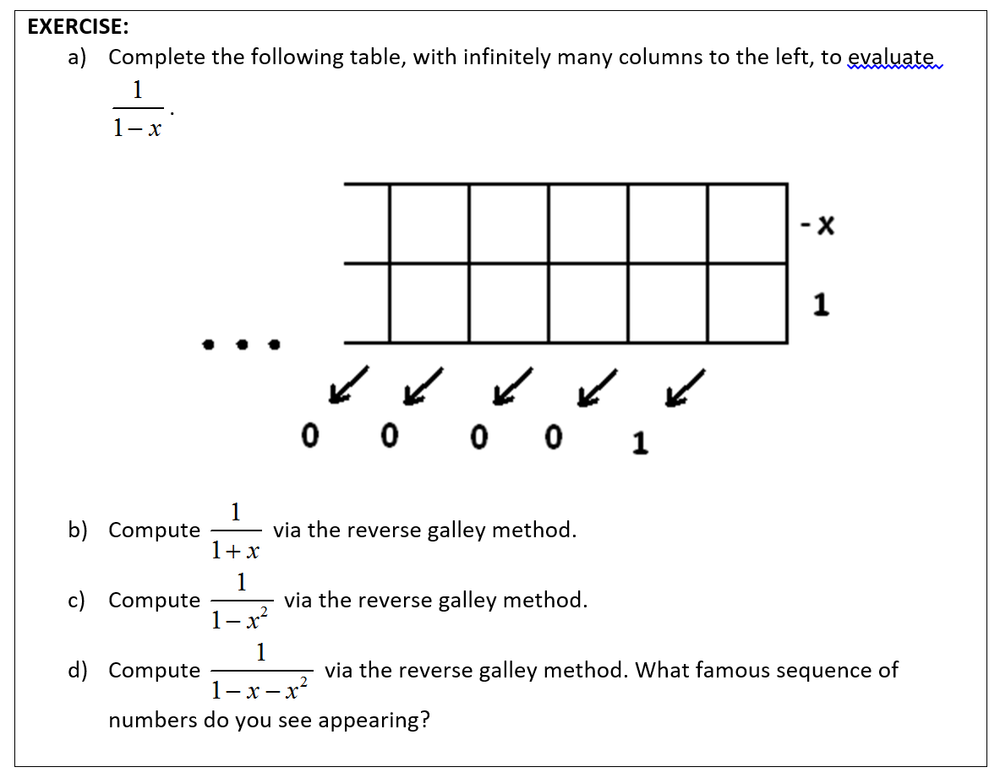 EXERCISE:
a) Complete the following table, with infinitely many columns to the left, to evaluate
1
1 – x .
- x
1
. . .
0 0 0 0 1
b) Compute 1/(1 + x) via the reverse galley method.
c) Compute 1/(1 – x²) via the reverse galley method.
d) Compute 1/(1 – x – x²) via the reverse galley method. What famous sequence of
numbers do you see appearing?